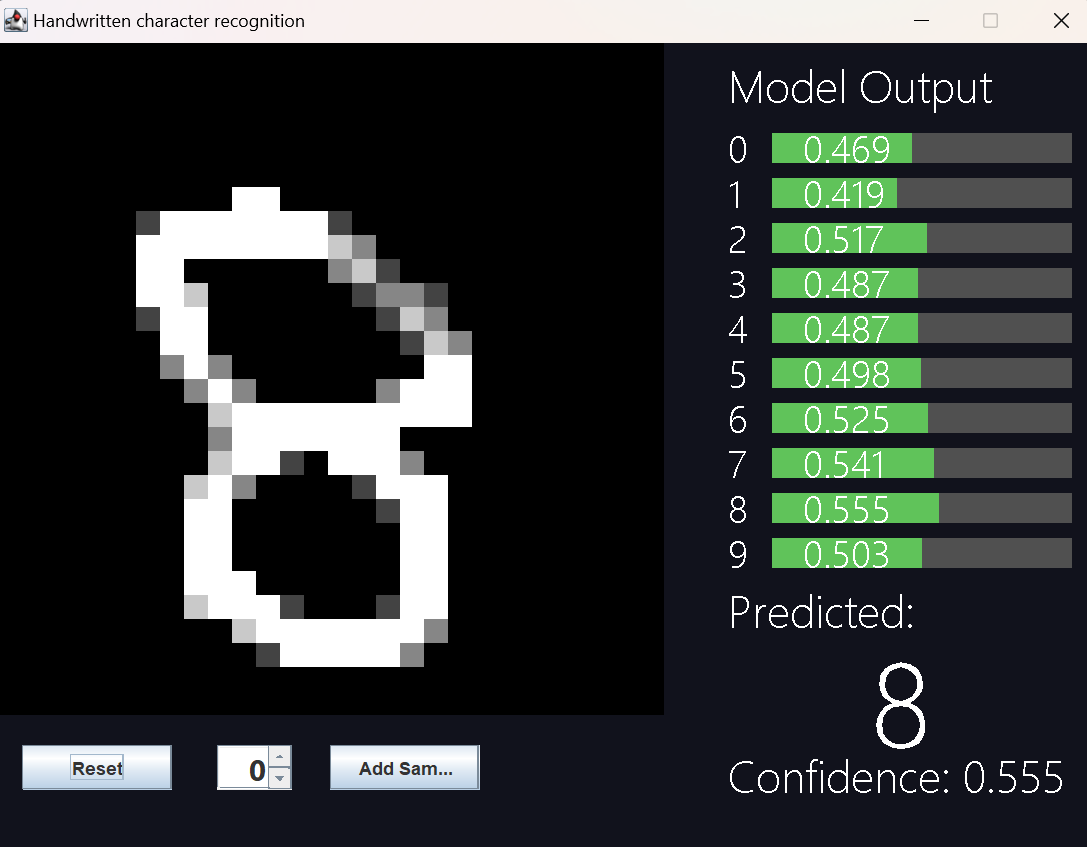 Handwritten character recognition
8
Model Output
0 0.469
1 0.419
2 0.517
3 0.487
4 0.487
5 0.498
6 0.525
7 0.541
8 0.555
9 0.503
Predicted:
8
Confidence: 0.555
Reset 0 Add Sam...